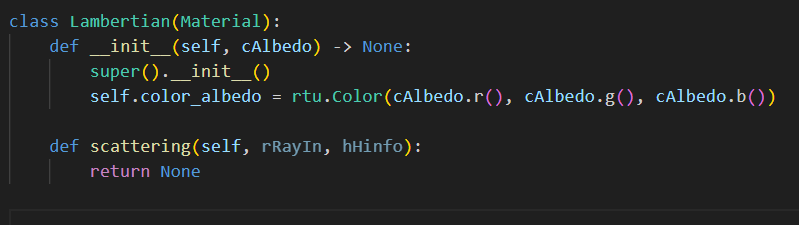 class Lambertian(Material):
    def __init__(self, cAlbedo) -> None:
        super().__init__()
        self.color_albedo = rtu.Color(cAlbedo.r(), cAlbedo.g(), cAlbedo.b())
    def scattering(self, rRayIn, hHinfo):
        return None